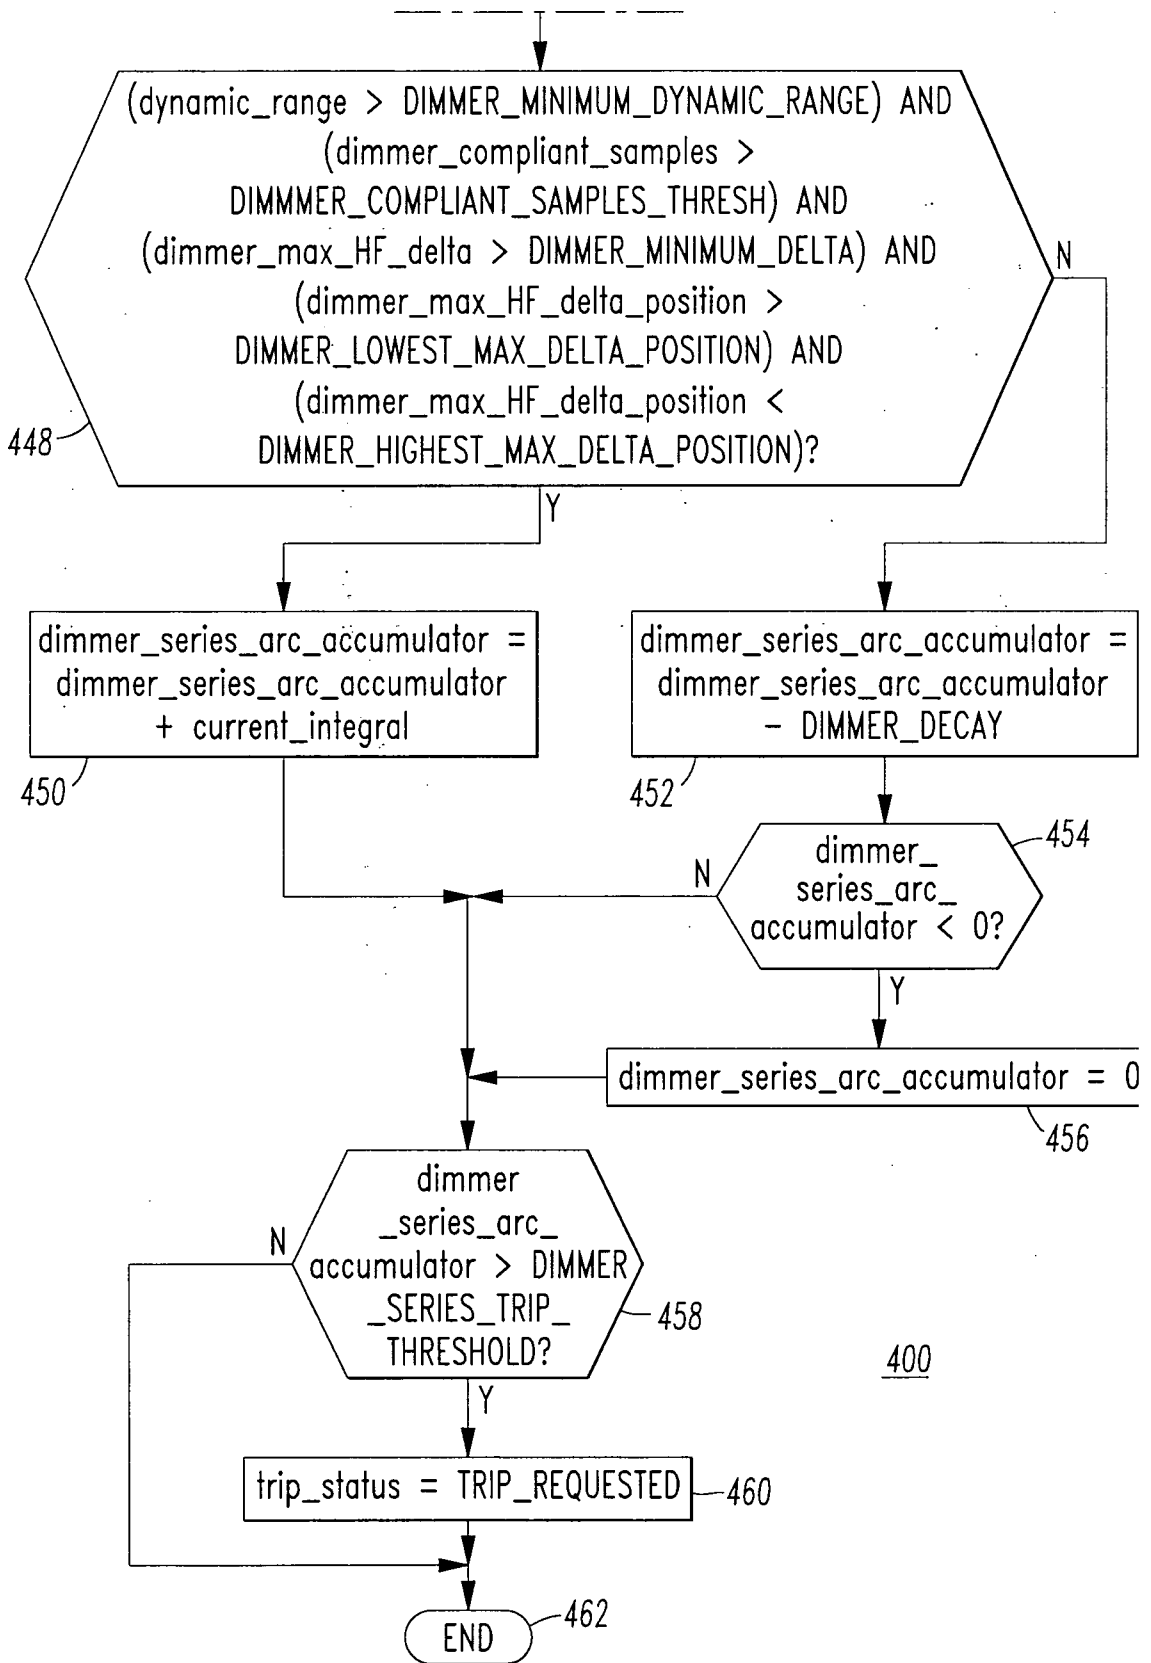 (dynamic_range > DIMMER_MINIMUM_DYNAMIC_RANGE) AND
(dimmer_compliant_samples >
DIMMMER_COMPLIANT_SAMPLES_THRESH) AND
(dimmer_max_HF_delta > DIMMER_MINIMUM_DELTA) AND
(dimmer_max_HF_delta_position >
DIMMER_LOWEST_MAX_DELTA_POSITION) AND
(dimmer_max_HF_delta_position <
DIMMER_HIGHEST_MAX_DELTA_POSITION)?
N
448
Y
dimmer_series_arc_accumulator =
dimmer_series_arc_accumulator
+ current_integral
450
dimmer_series_arc_accumulator =
dimmer_series_arc_accumulator
- DIMMER_DECAY
452
dimmer_
series_arc_
accumulator < 0?
454
N
Y
dimmer_series_arc_accumulator = 0
456
dimmer
_series_arc_
accumulator > DIMMER
_SERIES_TRIP_
THRESHOLD?
N
458
400
Y
trip_status = TRIP_REQUESTED
460
END
462